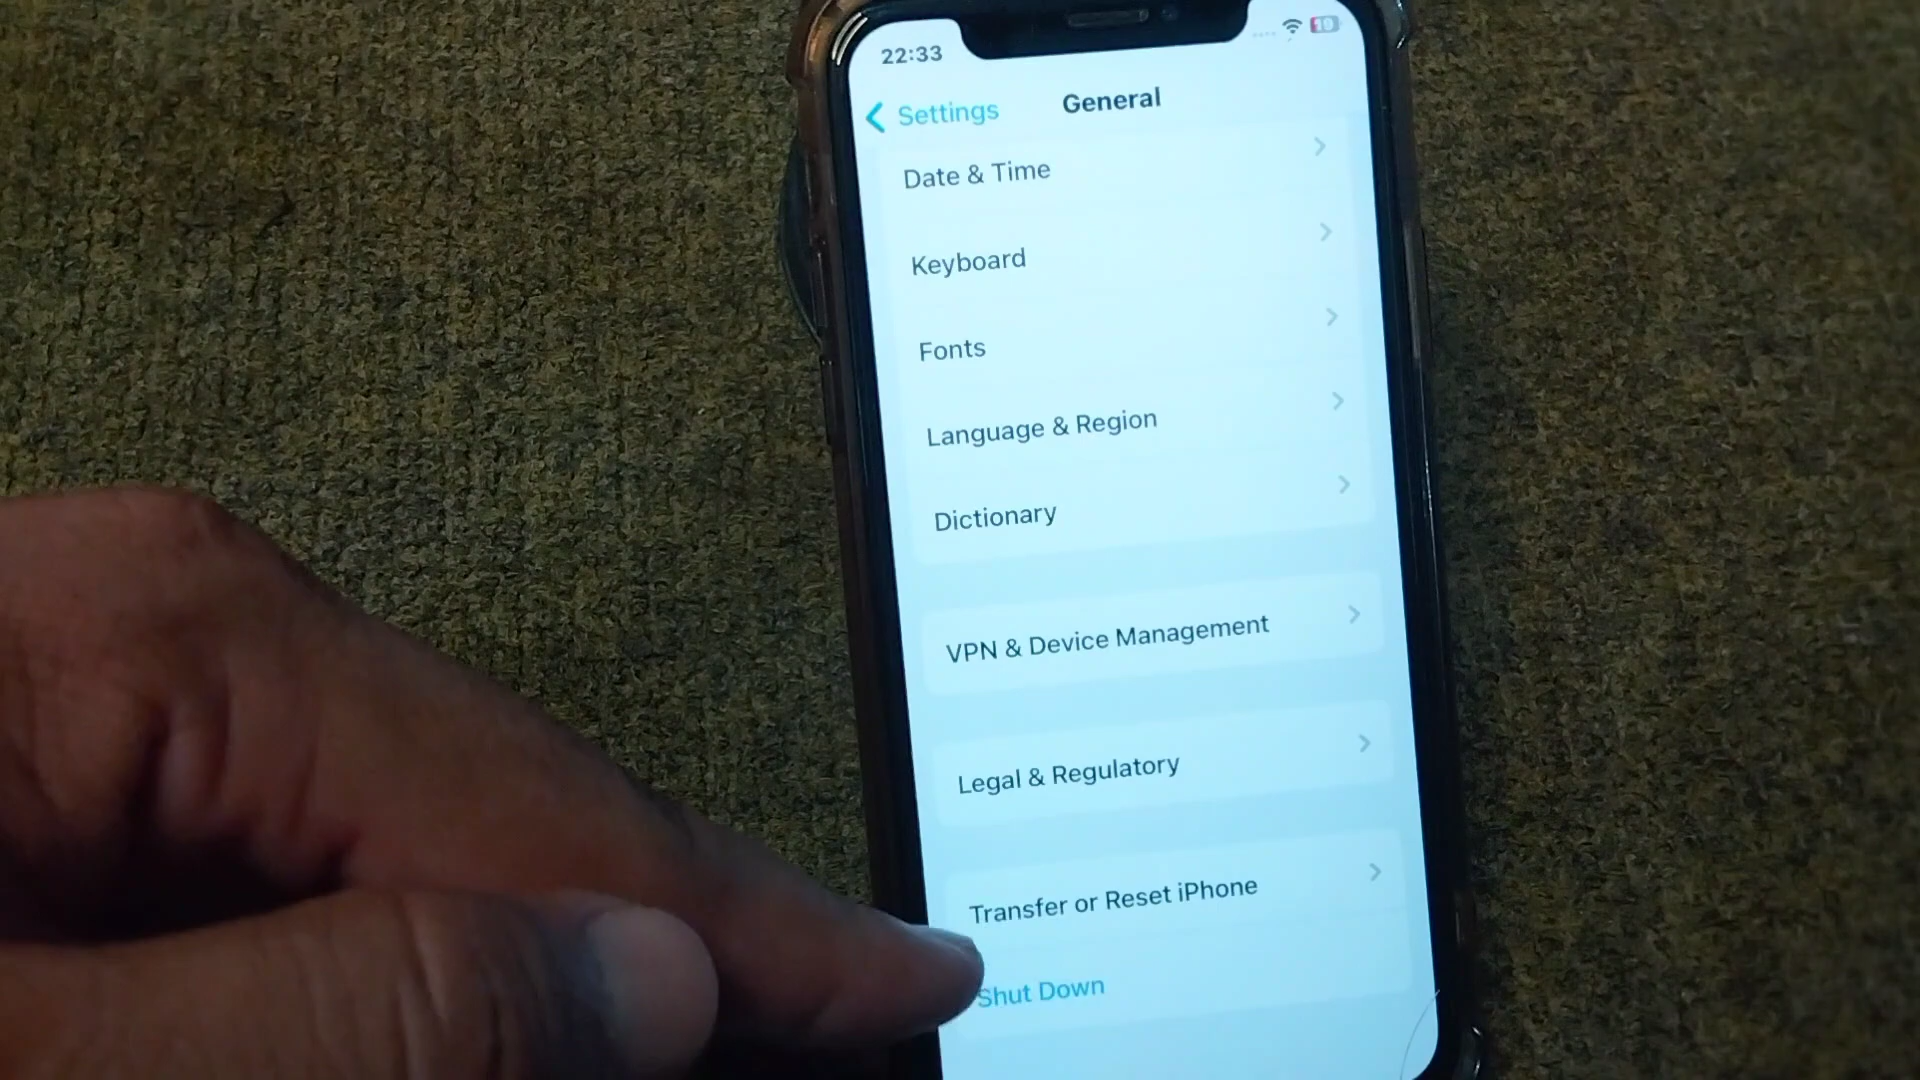 22:33
10
Settings
General
Date & Time
Keyboard
Fonts
Language & Region
Dictionary
VPN & Device Management
Legal & Regulatory
Transfer or Reset iPhone
Shut Down